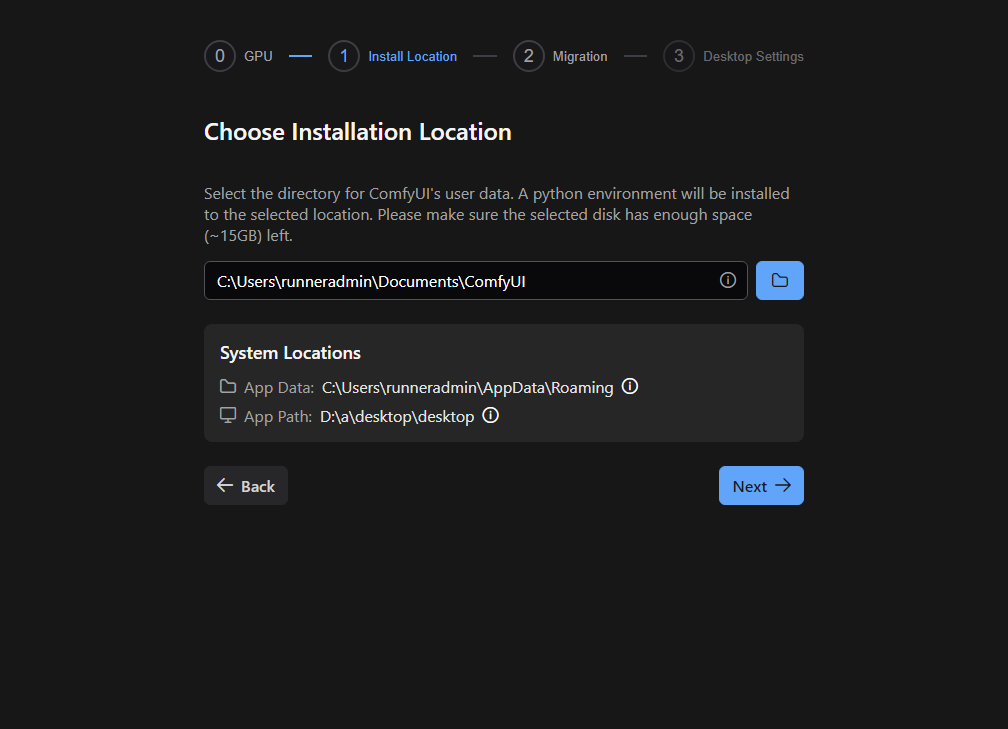 0 GPU 1 Install Location 2 Migration 3 Desktop Settings
Choose Installation Location
Select the directory for ComfyUI's user data. A python environment will be installed
to the selected location. Please make sure the selected disk has enough space
(~15GB) left.
C:\Users\runneradmin\Documents\ComfyUI
System Locations
App Data: C:\Users\runneradmin\AppData\Roaming
App Path: D:\a\desktop\desktop
Back Next